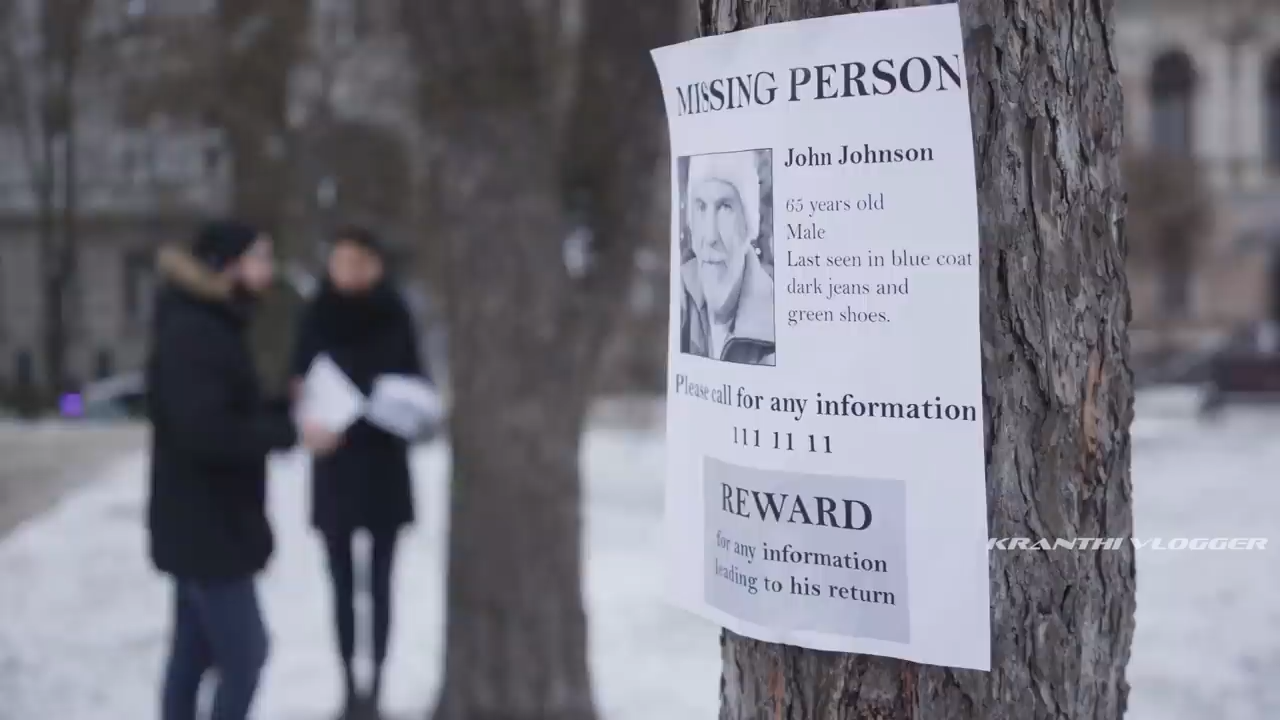 MISSING PERSON
John Johnson
65 years old
Male
Last seen in blue coat
dark jeans and
green shoes.
Please call for any information
111 11 11
REWARD
for any information
leading to his return
KRANTHI VLOGGER